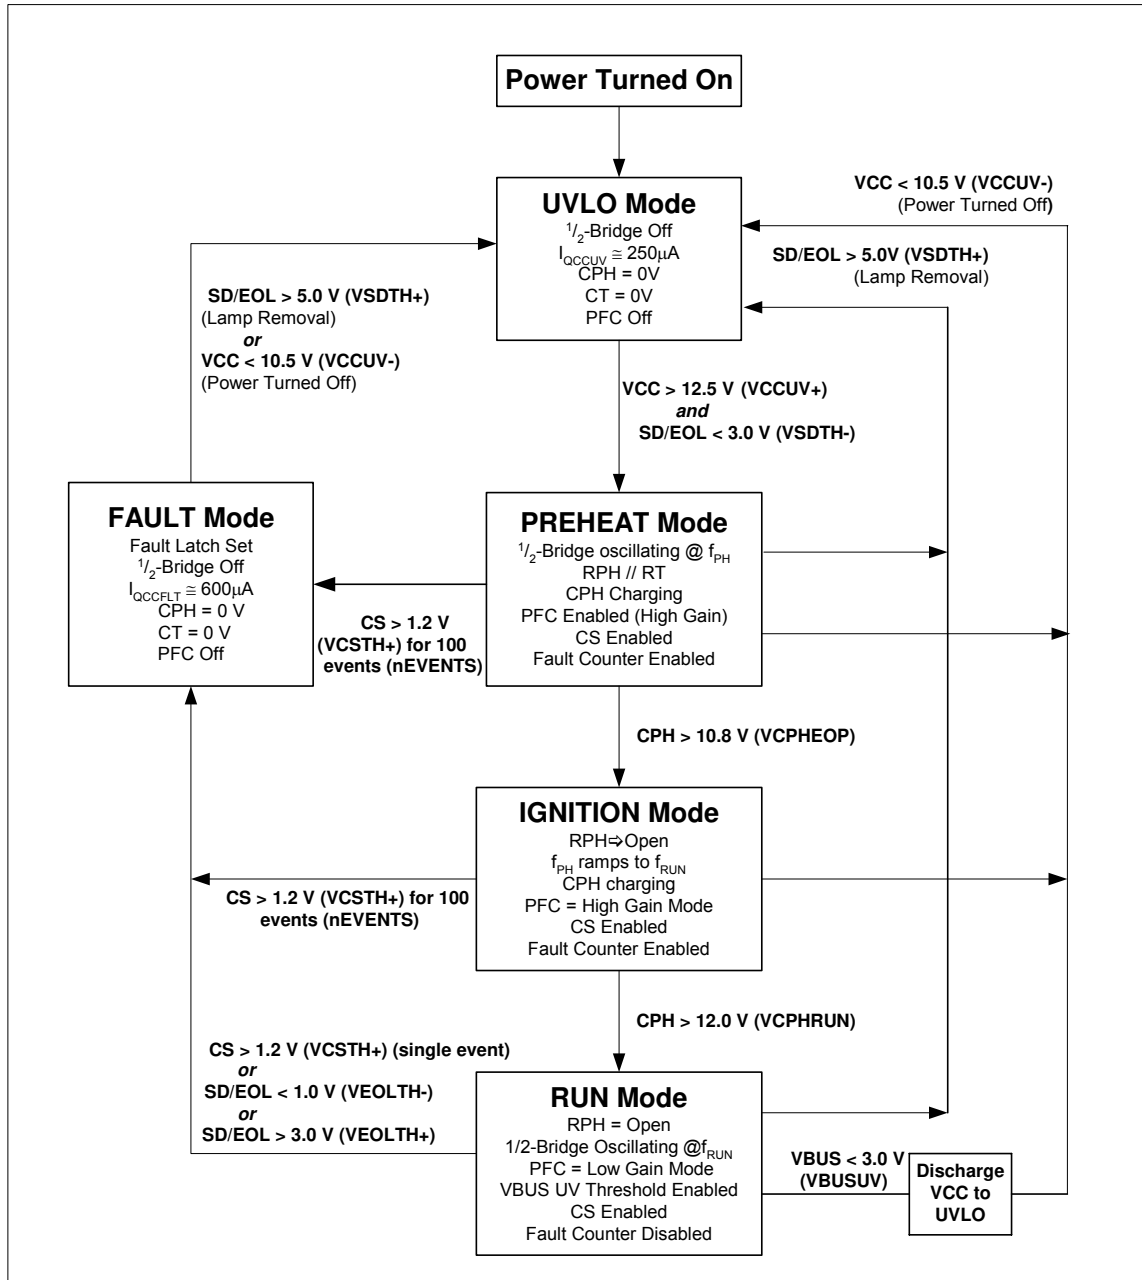 Power Turned On
UVLO Mode
1/2-Bridge Off
IQCCUV ≅ 250µA
CPH = 0V
CT = 0V
PFC Off
VCC < 10.5 V (VCCUV-)
(Power Turned Off)
SD/EOL > 5.0V (VSDTH+)
(Lamp Removal)
SD/EOL > 5.0 V (VSDTH+)
(Lamp Removal)
or
VCC < 10.5 V (VCCUV-)
(Power Turned Off)
VCC > 12.5 V (VCCUV+)
and
SD/EOL < 3.0 V (VSDTH-)
FAULT Mode
Fault Latch Set
1/2-Bridge Off
IQCCFLT ≅ 600µA
CPH = 0 V
CT = 0 V
PFC Off
PREHEAT Mode
1/2-Bridge oscillating @ fPH
RPH // RT
CPH Charging
PFC Enabled (High Gain)
CS Enabled
Fault Counter Enabled
CS > 1.2 V
(VCSTH+) for 100
events (nEVENTS)
CPH > 10.8 V (VCPHEOP)
IGNITION Mode
RPH⇨Open
fPH ramps to fRUN
CPH charging
PFC = High Gain Mode
CS Enabled
Fault Counter Enabled
CS > 1.2 V (VCSTH+) for 100
events (nEVENTS)
CPH > 12.0 V (VCPHRUN)
CS > 1.2 V (VCSTH+) (single event)
or
SD/EOL < 1.0 V (VEOLTH-)
or
SD/EOL > 3.0 V (VEOLTH+)
RUN Mode
RPH = Open
1/2-Bridge Oscillating @fRUN
PFC = Low Gain Mode
VBUS UV Threshold Enabled
CS Enabled
Fault Counter Disabled
VBUS < 3.0 V
(VBUSUV)
Discharge
VCC to
UVLO